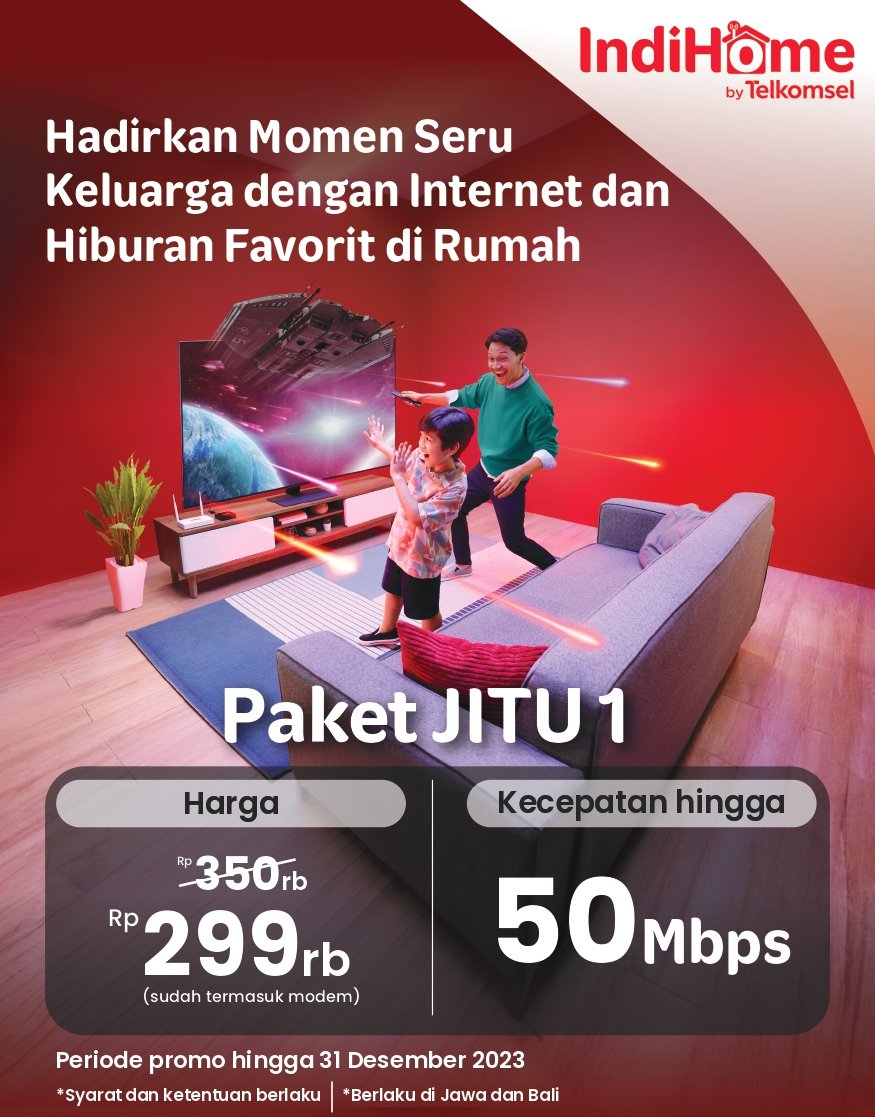 IndiHome
by Telkomsel
Hadirkan Momen Seru
Keluarga dengan Internet dan
Hiburan Favorit di Rumah
Paket JITU 1
Harga
Rp 350rb
Rp 299rb
(sudah termasuk modem)
Kecepatan hingga
50 Mbps
Periode promo hingga 31 Desember 2023
*Syarat dan ketentuan berlaku | *Berlaku di Jawa dan Bali